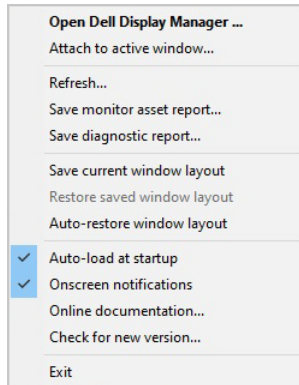 Open Dell Display Manager ...
Attach to active window...
Refresh...
Save monitor asset report...
Save diagnostic report...
Save current window layout
Restore saved window layout
Auto-restore window layout
Auto-load at startup
Onscreen notifications
Online documentation...
Check for new version...
Exit